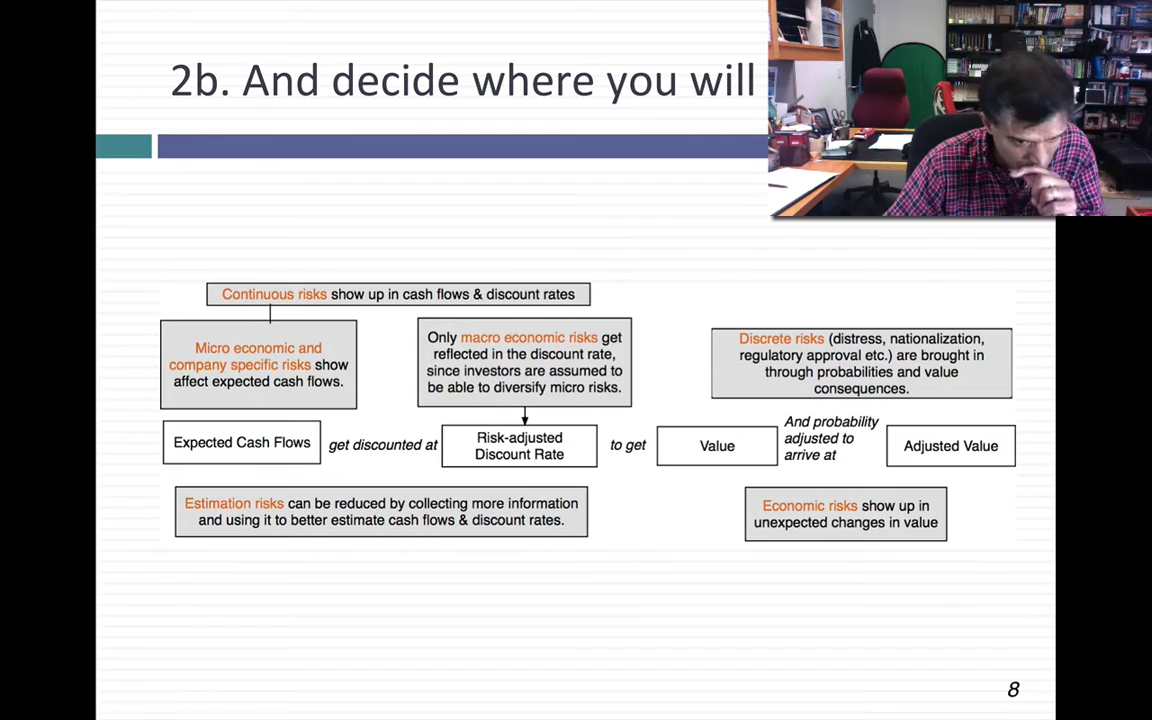 2b. And decide where you will
Continuous risks show up in cash flows & discount rates
Micro economic and
company specific risks show
affect expected cash flows.
Only macro economic risks get
reflected in the discount rate,
since investors are assumed to
be able to diversify micro risks.
Discrete risks (distress, nationalization,
regulatory approval etc.) are brought in
through probabilities and value
consequences.
Expected Cash Flows
get discounted at
Risk-adjusted
Discount Rate
to get
Value
And probability
adjusted to
arrive at
Adjusted Value
Estimation risks can be reduced by collecting more information
and using it to better estimate cash flows & discount rates.
Economic risks show up in
unexpected changes in value
8